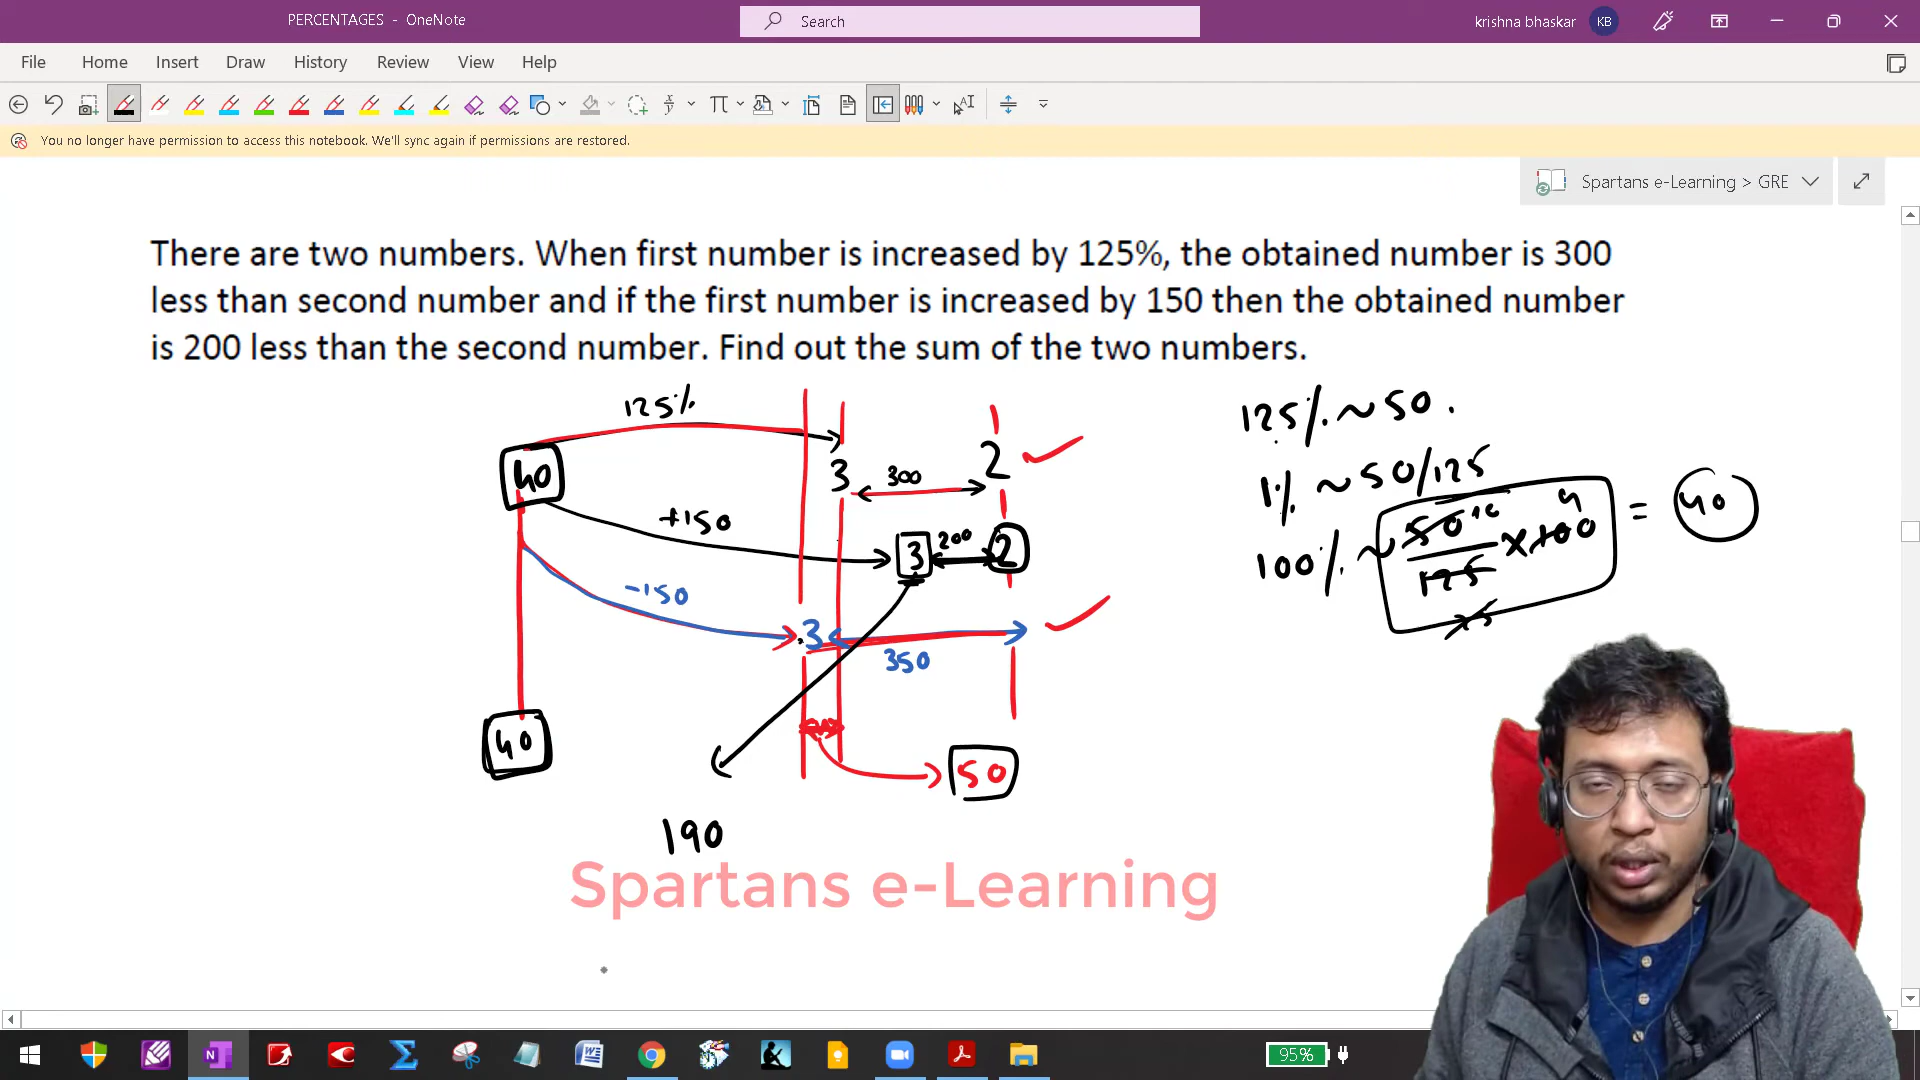 PERCENTAGES - OneNote
Search
krishna bhaskar
KB
File
Home
Insert
Draw
History
Review
View
Help
You no longer have permission to access this notebook. We'll sync again if permissions are restored.
Spartans e-Learning > GRE
There are two numbers. When first number is increased by 125%, the obtained number is 300
less than second number and if the first number is increased by 150 then the obtained number
is 200 less than the second number. Find out the sum of the two numbers.
125%
40
3
300
2
+150
3
200
2
-150
3
350
40
50
190
125% ~ 50.
1% ~ 50/125
100% ~ 50/125 x 100 = 40
10
4
25
Spartans e-Learning
95%